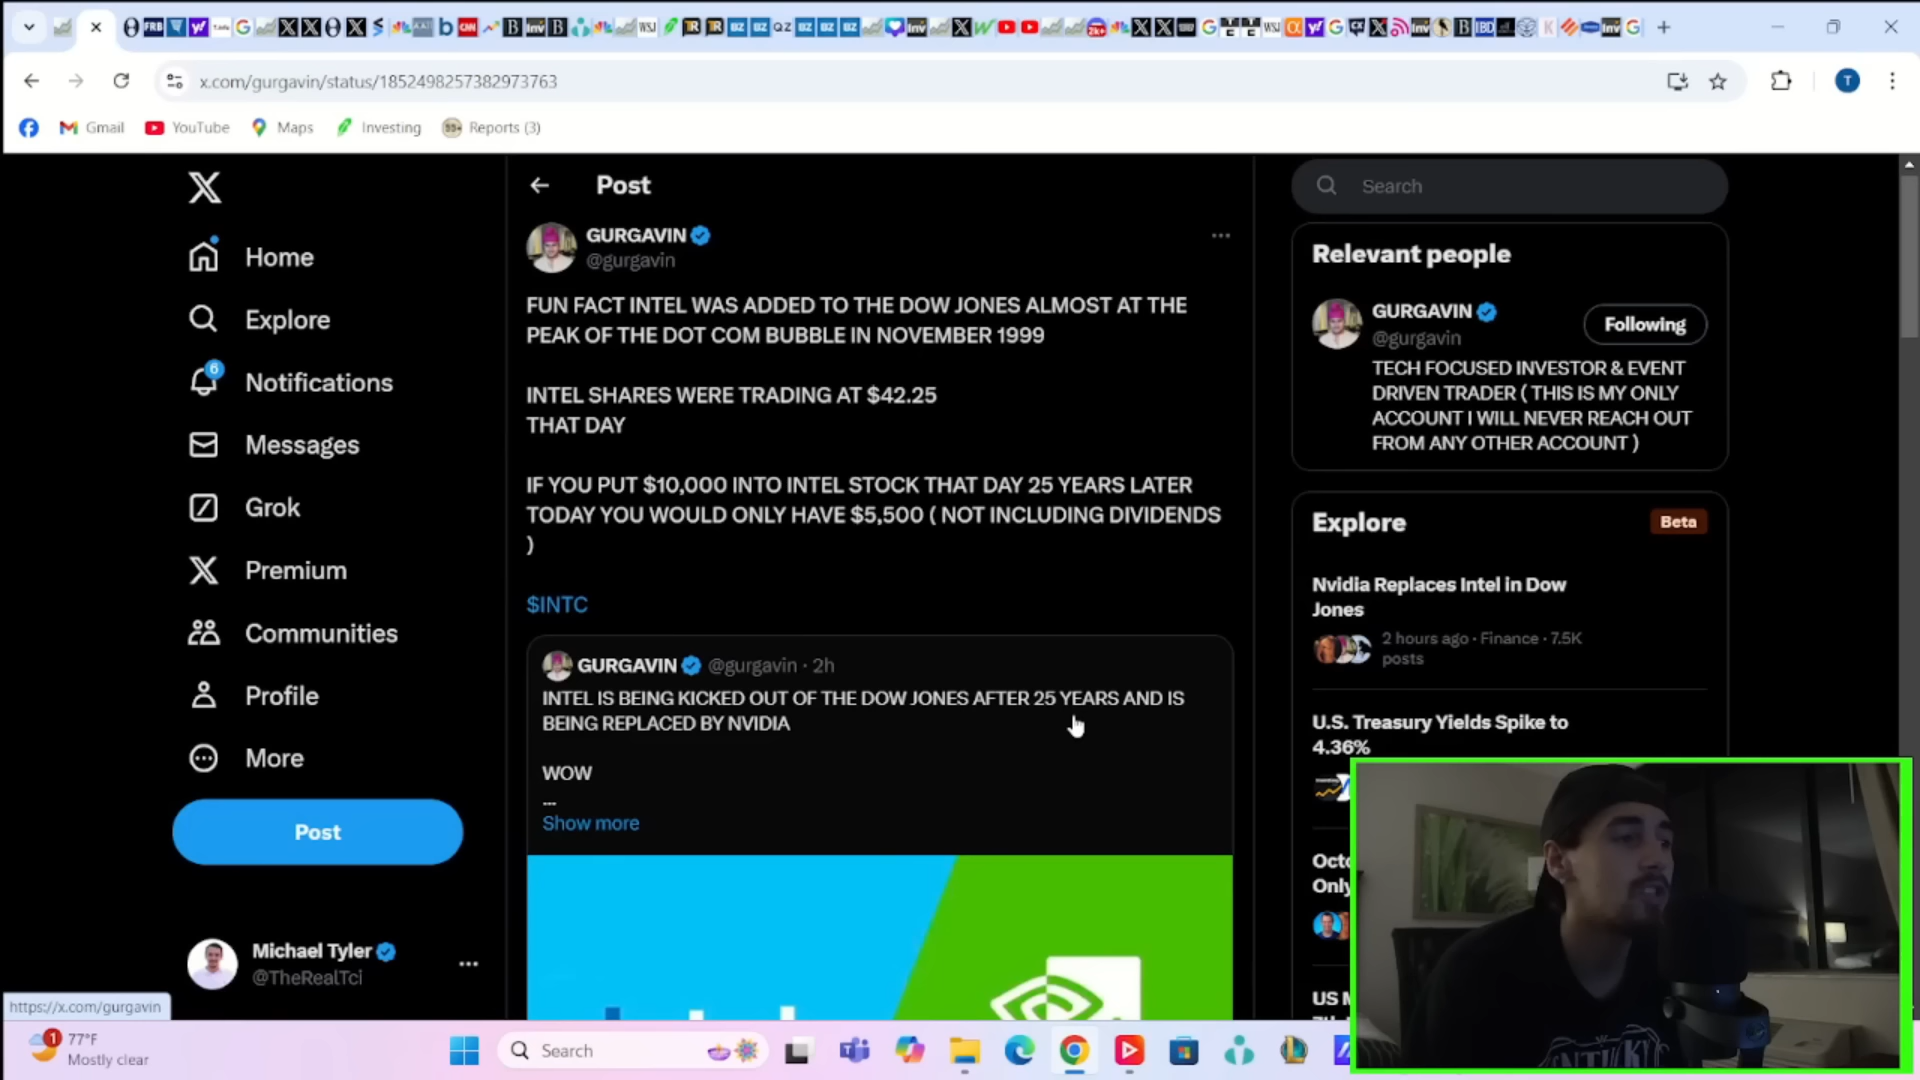 x.com/gurgavin/status/1852498257382973763
Gmail
YouTube
Maps
Investing
Reports (3)
T
Post
Search
GURGAVIN
@gurgavin
FUN FACT INTEL WAS ADDED TO THE DOW JONES ALMOST AT THE
PEAK OF THE DOT COM BUBBLE IN NOVEMBER 1999
INTEL SHARES WERE TRADING AT $42.25
THAT DAY
IF YOU PUT $10,000 INTO INTEL STOCK THAT DAY 25 YEARS LATER
TODAY YOU WOULD ONLY HAVE $5,500 ( NOT INCLUDING DIVIDENDS
)
$INTC
GURGAVIN @gurgavin · 2h
INTEL IS BEING KICKED OUT OF THE DOW JONES AFTER 25 YEARS AND IS
BEING REPLACED BY NVIDIA
WOW
...
Show more
Home
Explore
6
Notifications
Messages
Grok
Premium
Communities
Profile
More
Post
Michael Tyler
@TheRealTci
Relevant people
GURGAVIN
@gurgavin
Following
TECH FOCUSED INVESTOR & EVENT
DRIVEN TRADER ( THIS IS MY ONLY
ACCOUNT I WILL NEVER REACH OUT
FROM ANY OTHER ACCOUNT )
Explore
Beta
Nvidia Replaces Intel in Dow
Jones
2 hours ago · Finance · 7.5K
posts
U.S. Treasury Yields Spike to
4.36%
Octo
Only
US M
https://x.com/gurgavin
1
77°F
Mostly clear
Search